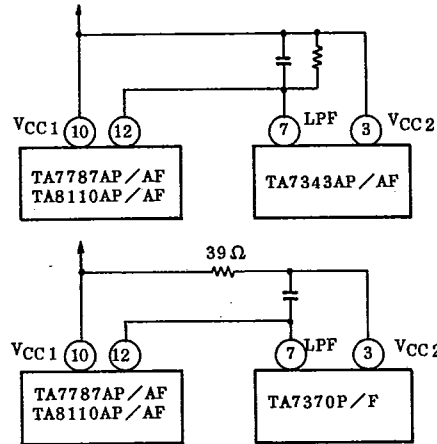 VCC1 10 12 7 LPF 3 VCC2
TA7787AP/AF
TA8110AP/AF
TA7343AP/AF
39Ω
VCC1 10 12 7 LPF 3 VCC2
TA7787AP/AF
TA8110AP/AF
TA7370P/F